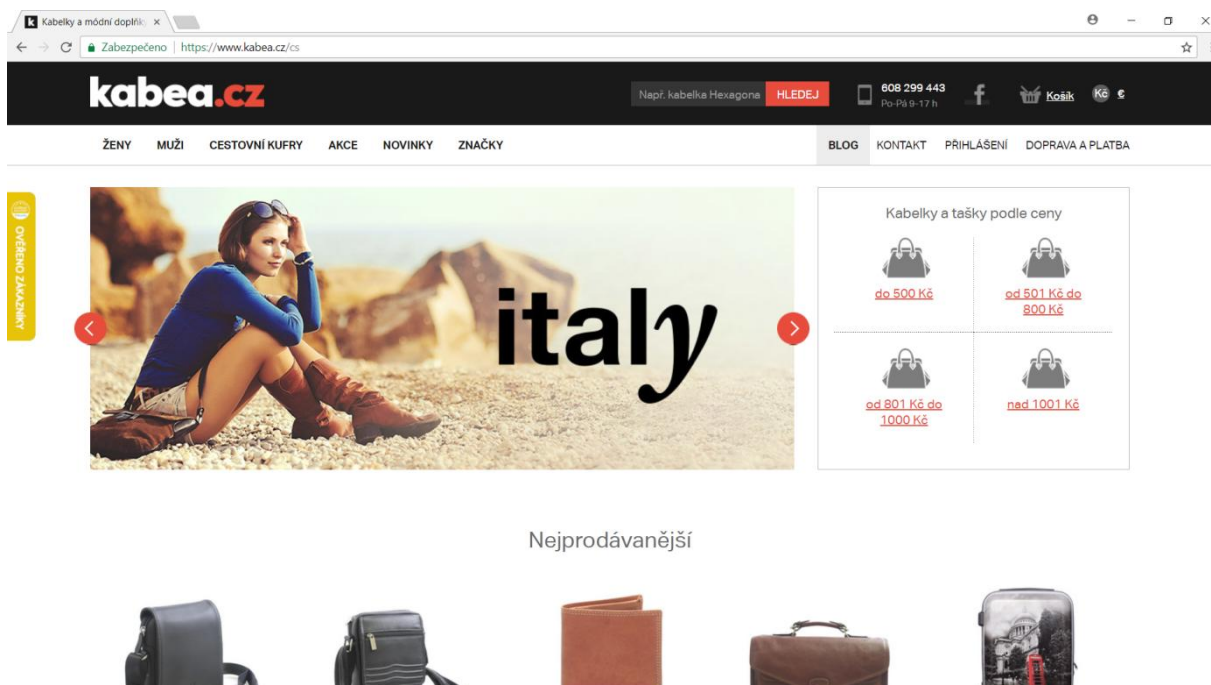 Kabelky a módní doplňk
Zabezpečeno | https://www.kabea.cz/cs
kabea.cz
Např. kabelka Hexagona HLEDEJ
608 299 443
Po-Pá 9-17 h
Košík
Kč €
ŽENY MUŽI CESTOVNÍ KUFRY AKCE NOVINKY ZNAČKY
BLOG KONTAKT PŘIHLÁŠENÍ DOPRAVA A PLATBA
OVĚŘENO ZÁKAZNÍKY
italy
Kabelky a tašky podle ceny
do 500 Kč
od 501 Kč do
800 Kč
od 801 Kč do
1000 Kč
nad 1001 Kč
Nejprodávanější